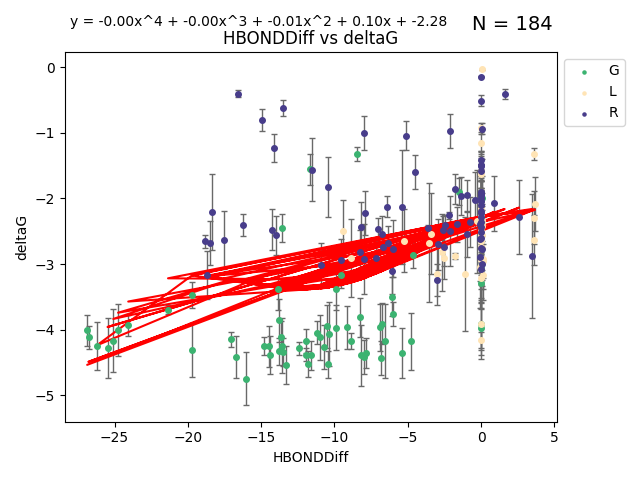 y = -0.00x^4 + -0.00x^3 + -0.01x^2 + 0.10x + -2.28
N = 184
HBONDDiff vs deltaG
G
L
R
deltaG
0
−1
−2
−3
−4
−5
−25 −20 −15 −10 −5 0 5
HBONDDiff